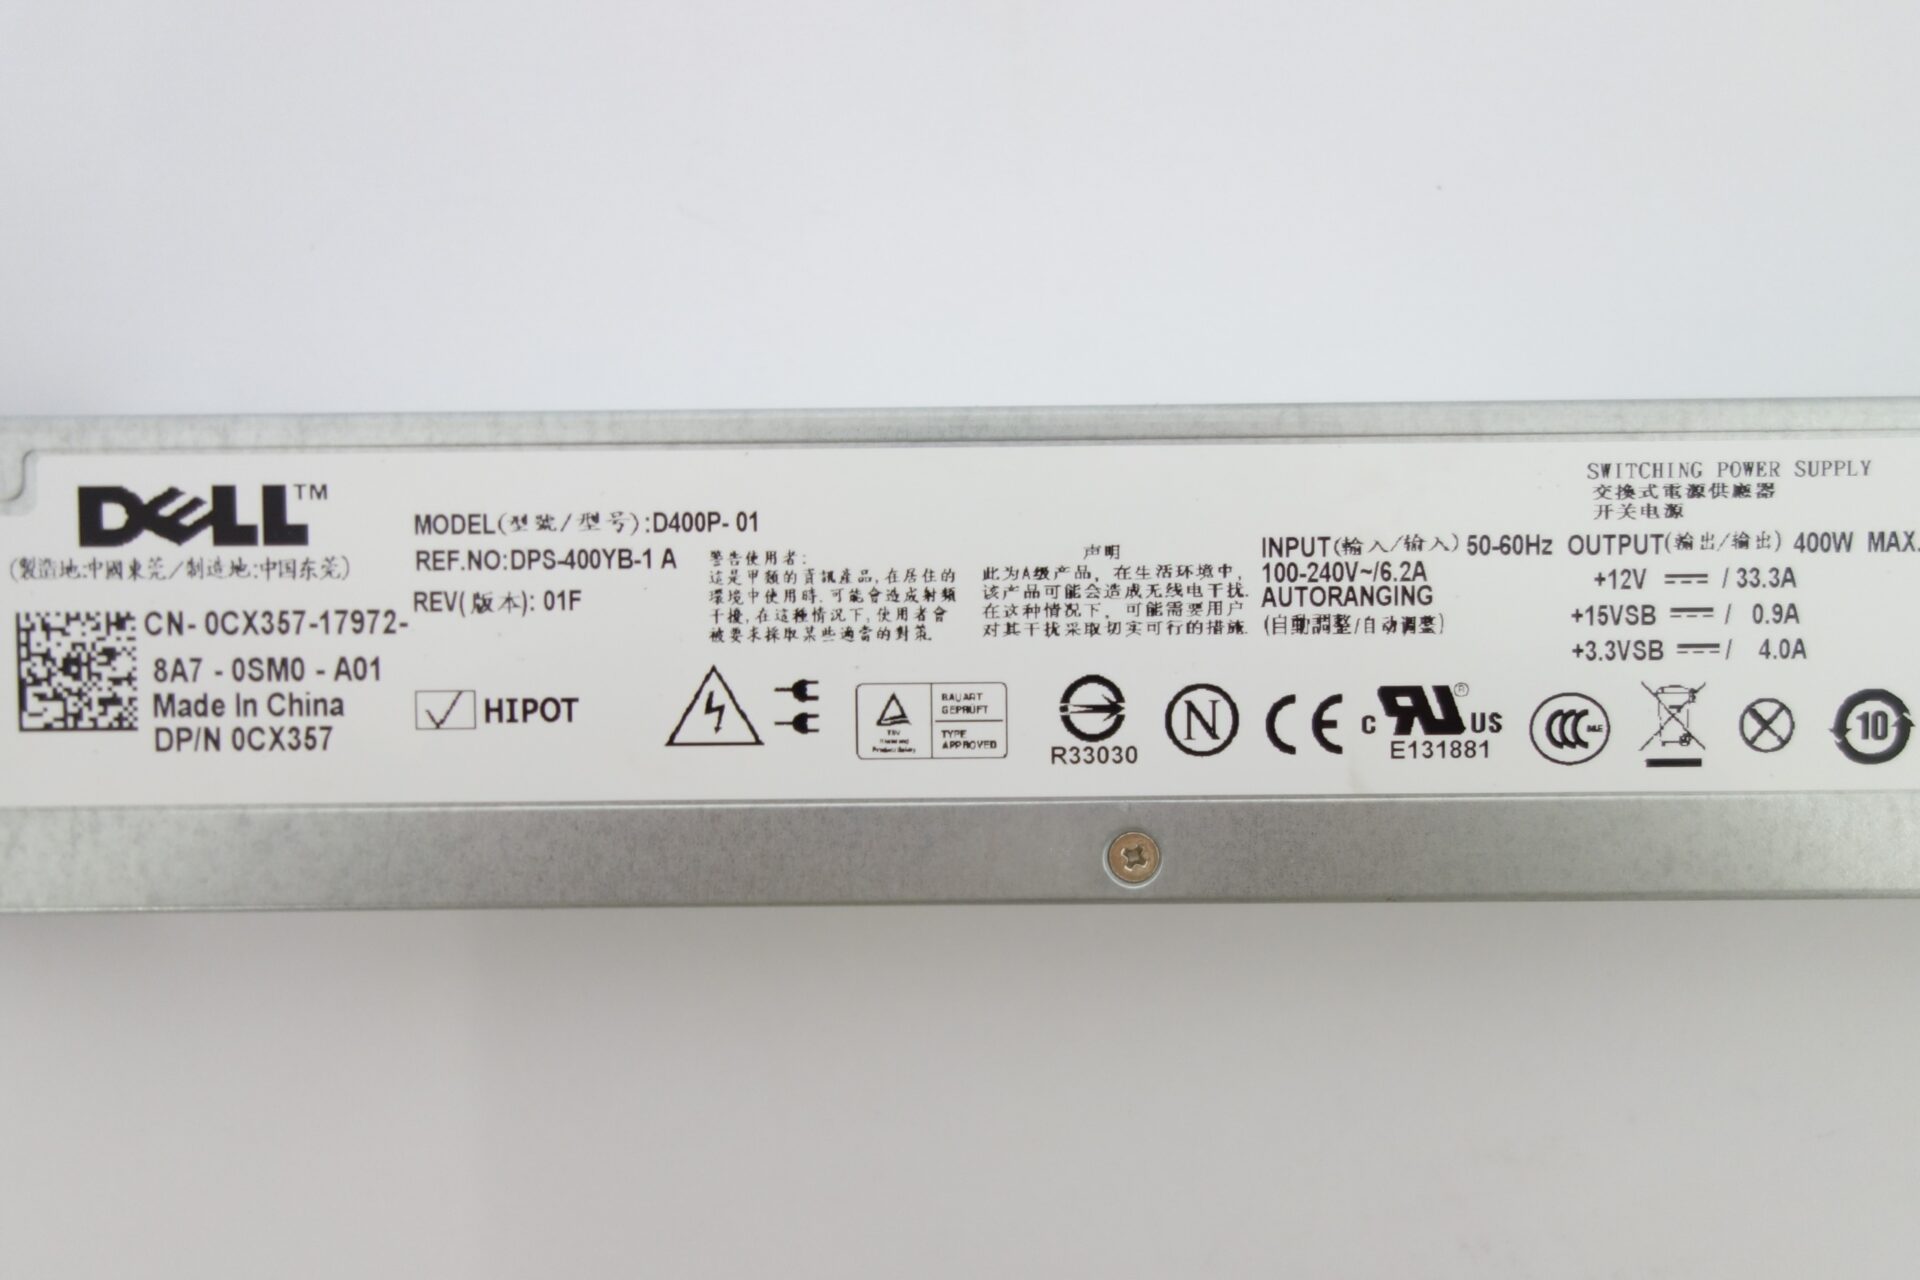 DELL™
(製造地:中國東莞/制造地:中国东莞)
CN- 0CX357-17972-
8A7 - 0SM0 - A01
Made In China
DP/N 0CX357
MODEL(型號/型号):D400P- 01
REF.NO:DPS-400YB-1 A
REV(版本): 01F
HIPOT
警告使用者:
這是甲類的資訊產品,在居住的
環境中使用時,可能會造成射頻
干擾,在這種情況下,使用者會
被要求採取某些適當的對策.
声明
此为A级产品，在生活环境中，
该产品可能会造成无线电干扰.
在这种情况下，可能需要用户
对其干扰采取切实可行的措施.
INPUT(輸入/输入) 50-60Hz
100-240V~/6.2A
AUTORANGING
(自動調整/自动调整)
SWITCHING POWER SUPPLY
交換式電源供應器
开关电源
OUTPUT(輸出/输出) 400W MAX.
+12V ⎓ / 33.3A
+15VSB ⎓ / 0.9A
+3.3VSB ⎓ / 4.0A
BAUART
GEPRÜFT
TYPE
APPROVED
R33030
N
CE
c RU® US
E131881
CCC S&E
10